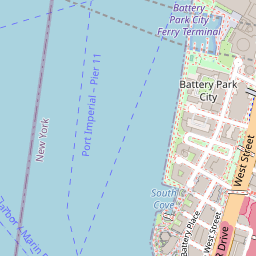 Battery
Park City
Ferry Terminal
Port Imperial – Pier 11
New York
Battery Park
City
West Street
South
Cove
Battery Place
West Street
R Drive